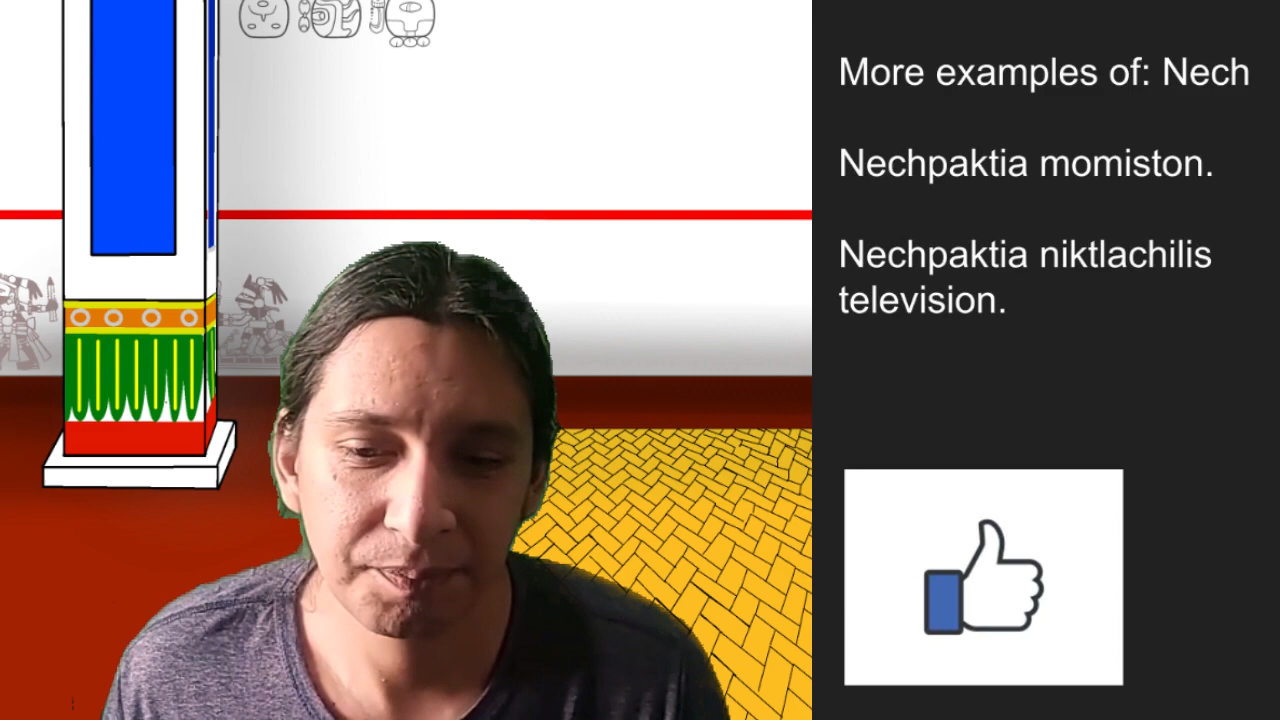 More examples of: Nech
Nechpaktia momiston.
Nechpaktia niktlachilis
television.